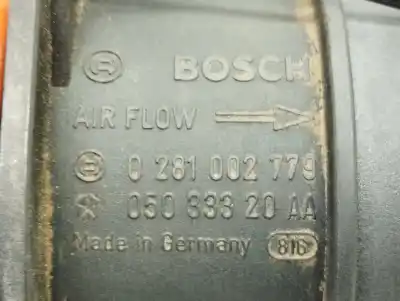 BOSCH
AIR FLOW
0 281 002 779
050 333 20 AA
Made in Germany 816